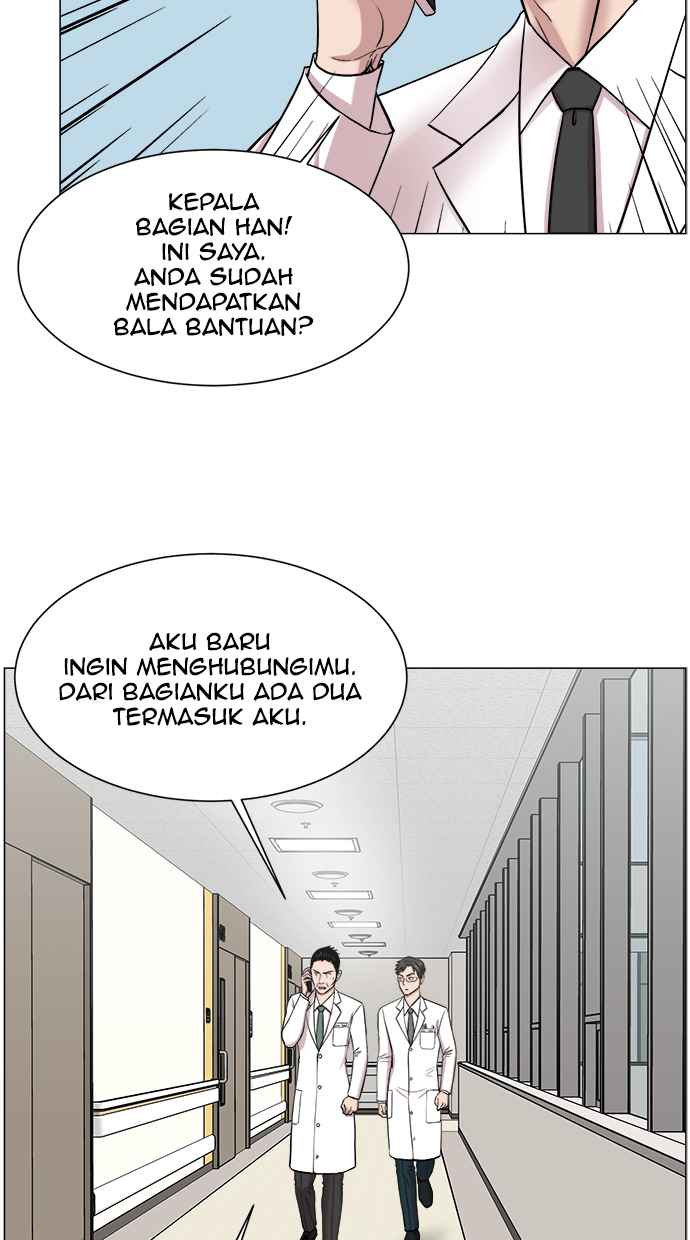 KEPALA
BAGIAN HAN!
INI SAYA.
ANDA SUDAH
MENDAPATKAN
BALA BANTUAN?
AKU BARU
INGIN MENGHUBUNGIMU.
DARI BAGIANKU ADA DUA
TERMASUK AKU.